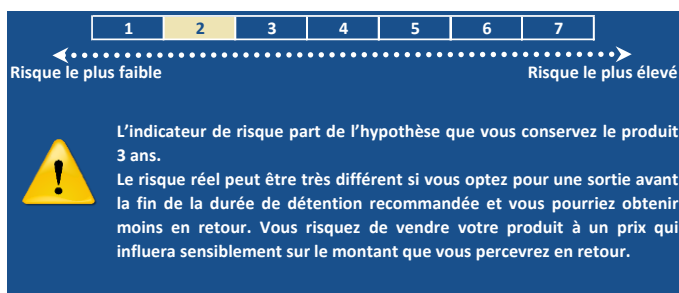 1 2 3 4 5 6 7
Risque le plus faible Risque le plus élevé
!
L’indicateur de risque part de l’hypothèse que vous conservez le produit
3 ans.
Le risque réel peut être très différent si vous optez pour une sortie avant
la fin de la durée de détention recommandée et vous pourriez obtenir
moins en retour. Vous risquez de vendre votre produit à un prix qui
influera sensiblement sur le montant que vous percevrez en retour.